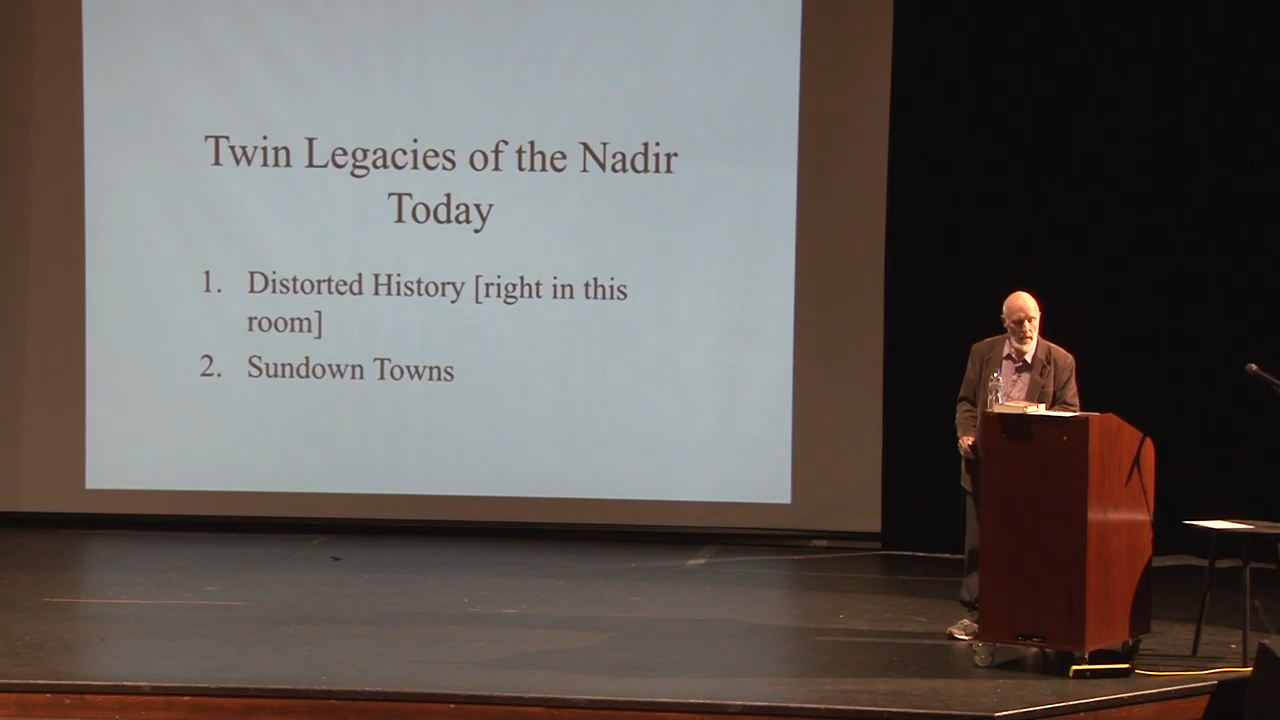 Twin Legacies of the Nadir
Today
1. Distorted History [right in this
room]
2. Sundown Towns